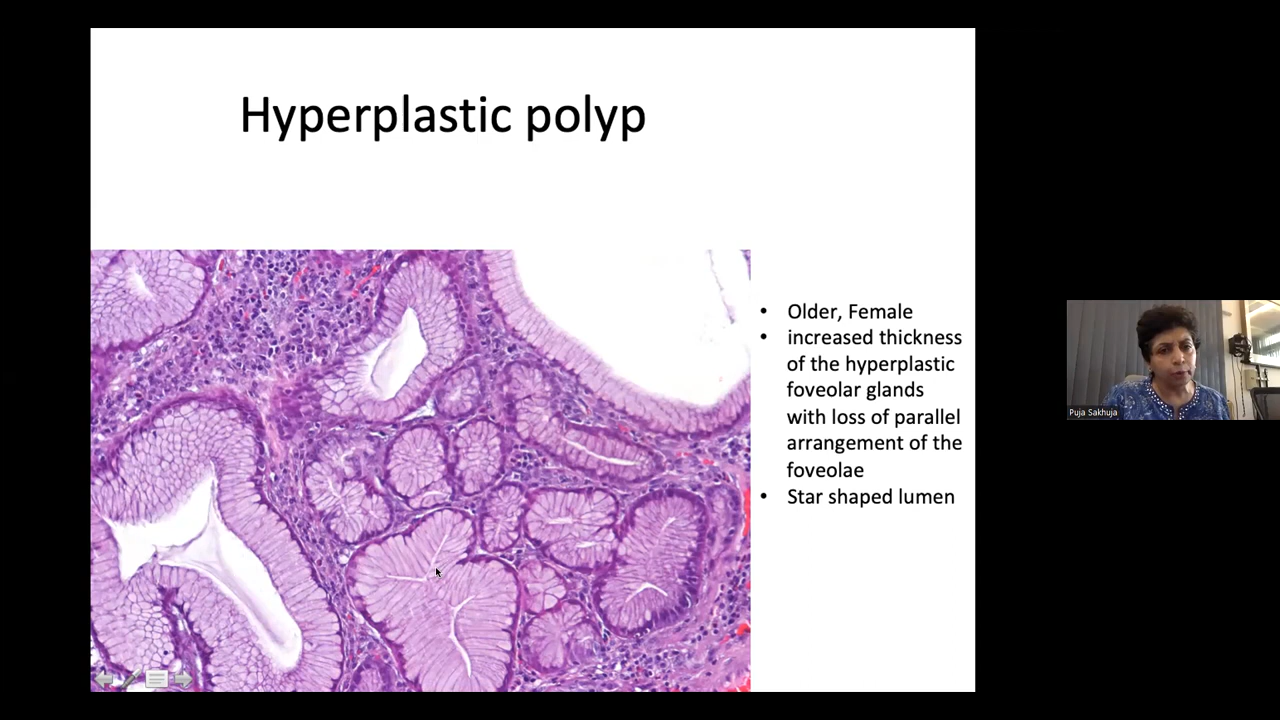 Hyperplastic polyp
• Older, Female
• increased thickness
of the hyperplastic
foveolar glands
with loss of parallel
arrangement of the
foveolae
• Star shaped lumen
Puja Sakhuja